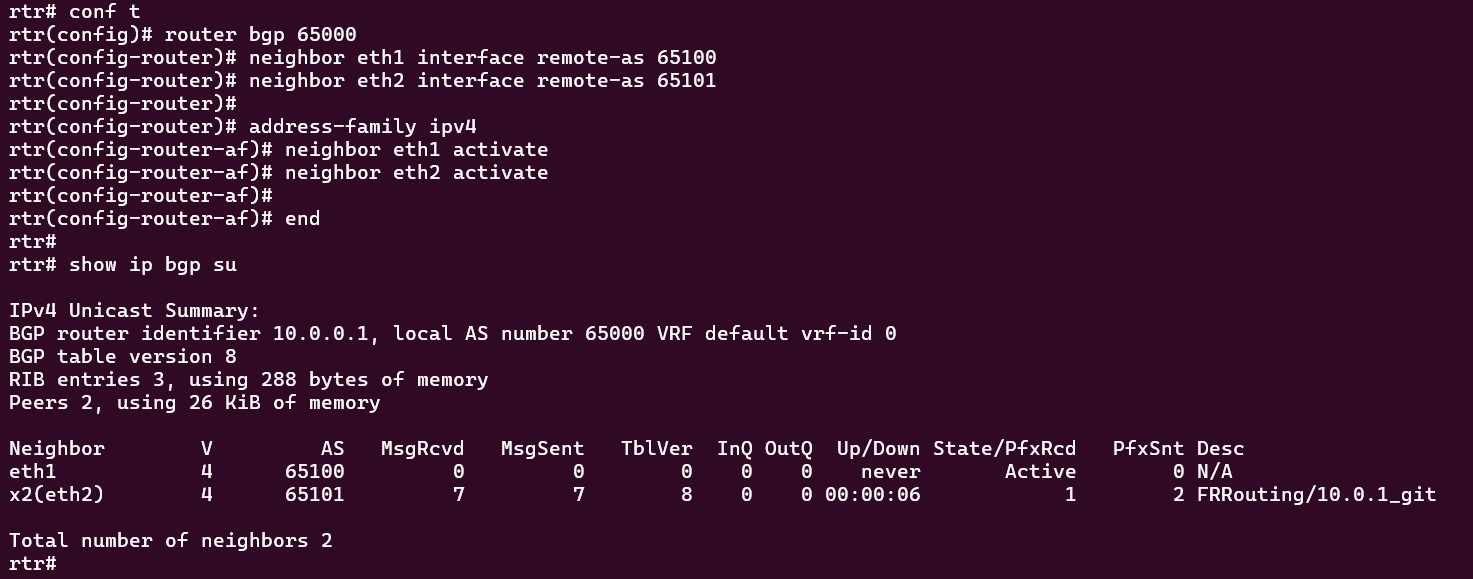 rtr# conf t
rtr(config)# router bgp 65000
rtr(config-router)# neighbor eth1 interface remote-as 65100
rtr(config-router)# neighbor eth2 interface remote-as 65101
rtr(config-router)#
rtr(config-router)# address-family ipv4
rtr(config-router-af)# neighbor eth1 activate
rtr(config-router-af)# neighbor eth2 activate
rtr(config-router-af)#
rtr(config-router-af)# end
rtr#
rtr# show ip bgp su

IPv4 Unicast Summary:
BGP router identifier 10.0.0.1, local AS number 65000 VRF default vrf-id 0
BGP table version 8
RIB entries 3, using 288 bytes of memory
Peers 2, using 26 KiB of memory

Neighbor        V         AS   MsgRcvd   MsgSent   TblVer  InQ OutQ  Up/Down State/PfxRcd   PfxSnt Desc
eth1            4      65100         0         0        0    0    0    never       Active        0 N/A
x2(eth2)        4      65101         7         7        8    0    0 00:00:06            1        2 FRRouting/10.0.1_git

Total number of neighbors 2
rtr#